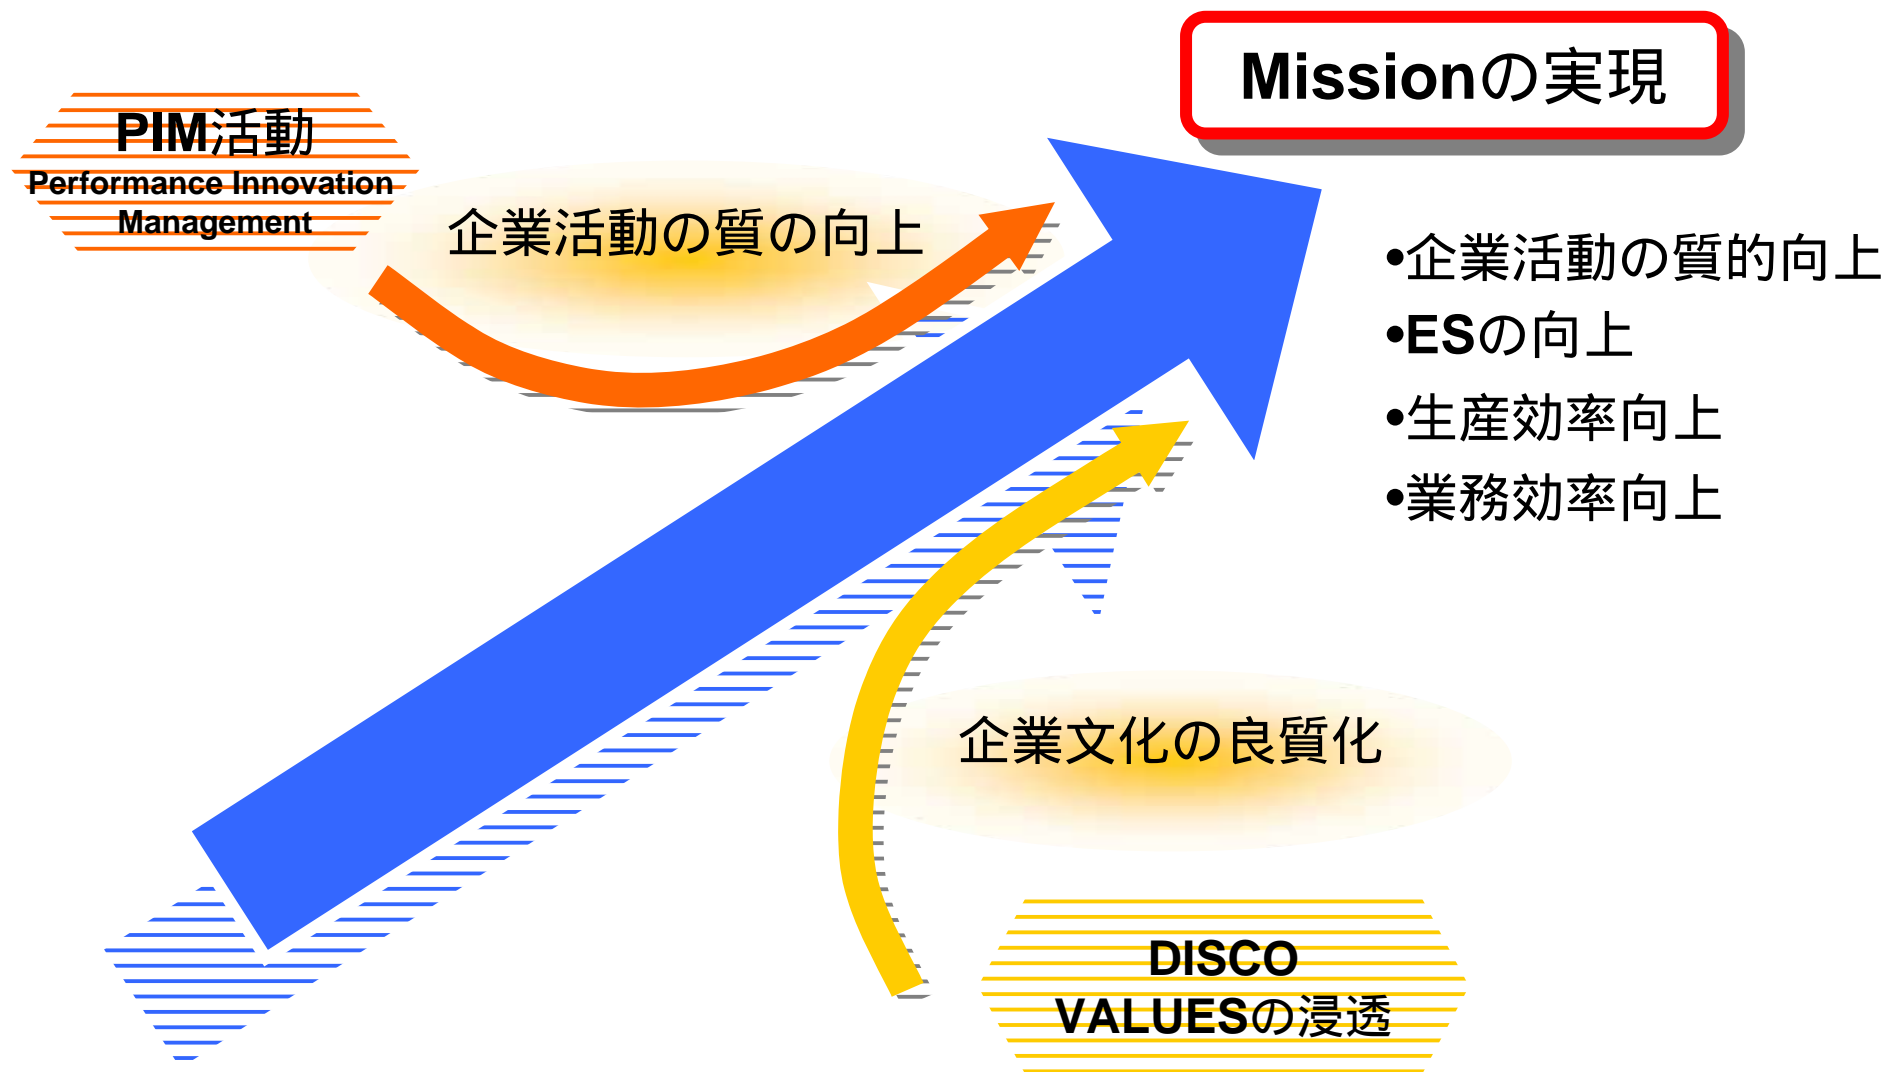 Missionの実現
PIM活動
Performance Innovation
Management
企業活動の質の向上
•企業活動の質的向上
•ESの向上
•生産効率向上
•業務効率向上
企業文化の良質化
DISCO
VALUESの浸透